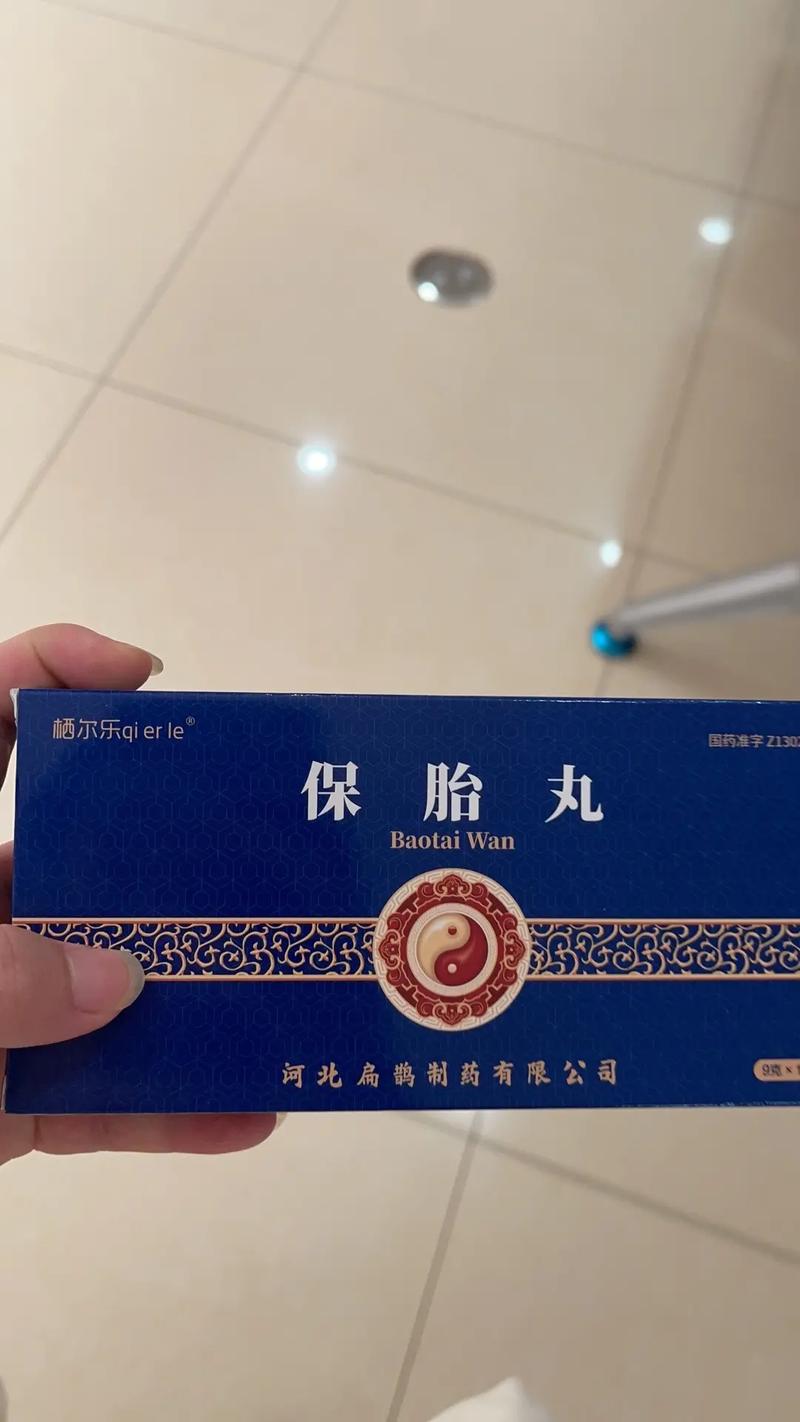 栖尔乐qi er le®
国药准字 Z1302
保胎丸
Baotai Wan
河北扁鹊制药有限公司
9克×1